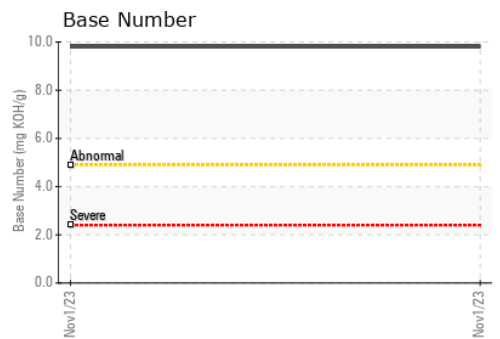 Base Number
Base Number (mg KOH/g)
10.0
8.0
6.0
4.0
2.0
0.0
Abnormal
Severe
Nov1/23
Nov1/23